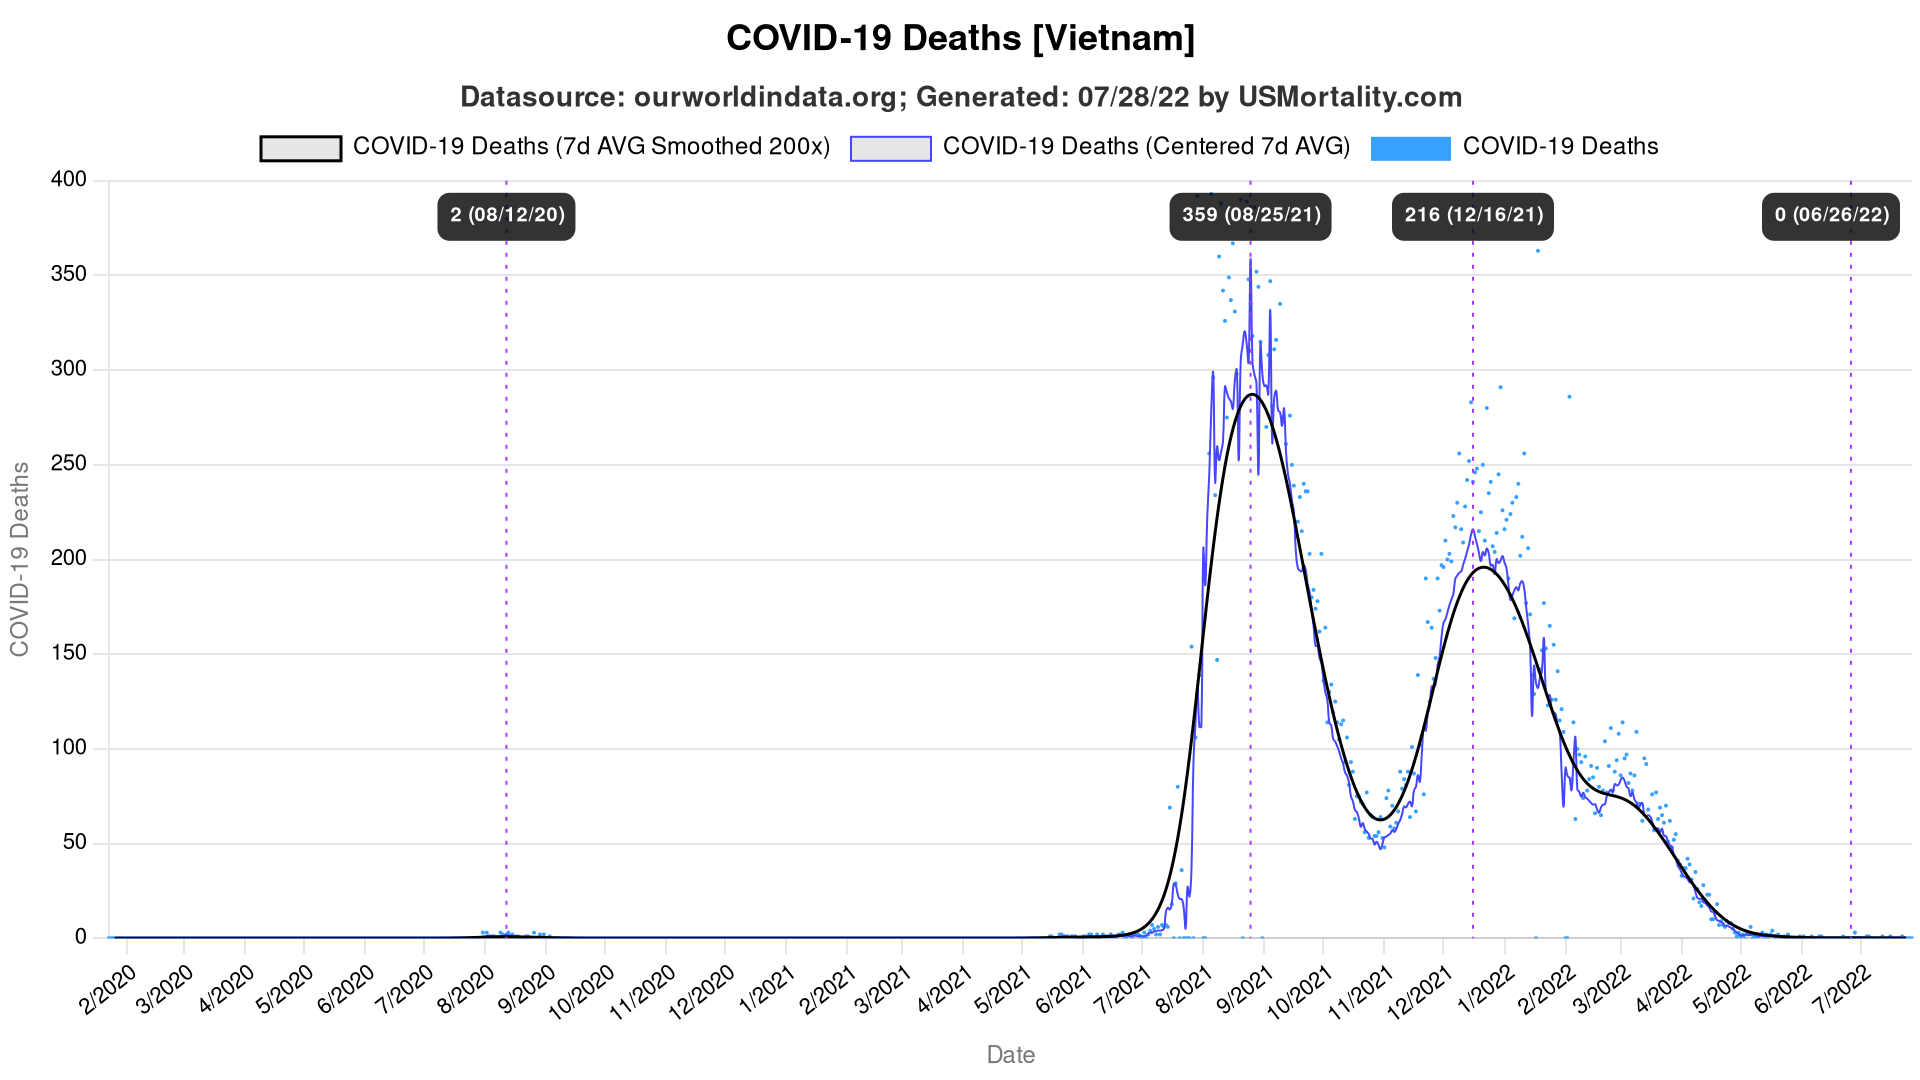 COVID-19 Deaths [Vietnam]
Datasource: ourworldindata.org; Generated: 07/28/22 by USMortality.com
COVID-19 Deaths (7d AVG Smoothed 200x) COVID-19 Deaths (Centered 7d AVG) COVID-19 Deaths
2 (08/12/20) 359 (08/25/21) 216 (12/16/21) 0 (06/26/22)
400
350
300
250
200
150
100
50
0
COVID-19 Deaths
2/2020 3/2020 4/2020 5/2020 6/2020 7/2020 8/2020 9/2020 10/2020 11/2020 12/2020 1/2021 2/2021 3/2021 4/2021 5/2021 6/2021 7/2021 8/2021 9/2021 10/2021 11/2021 12/2021 1/2022 2/2022 3/2022 4/2022 5/2022 6/2022 7/2022
Date